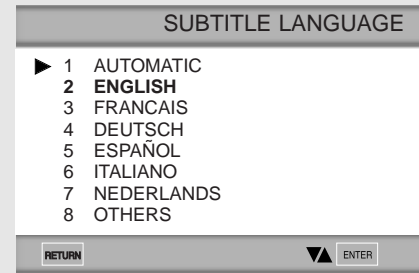 SUBTITLE LANGUAGE
▶ 1 AUTOMATIC
2 ENGLISH
3 FRANCAIS
4 DEUTSCH
5 ESPAÑOL
6 ITALIANO
7 NEDERLANDS
8 OTHERS
RETURN ▼▲ ENTER